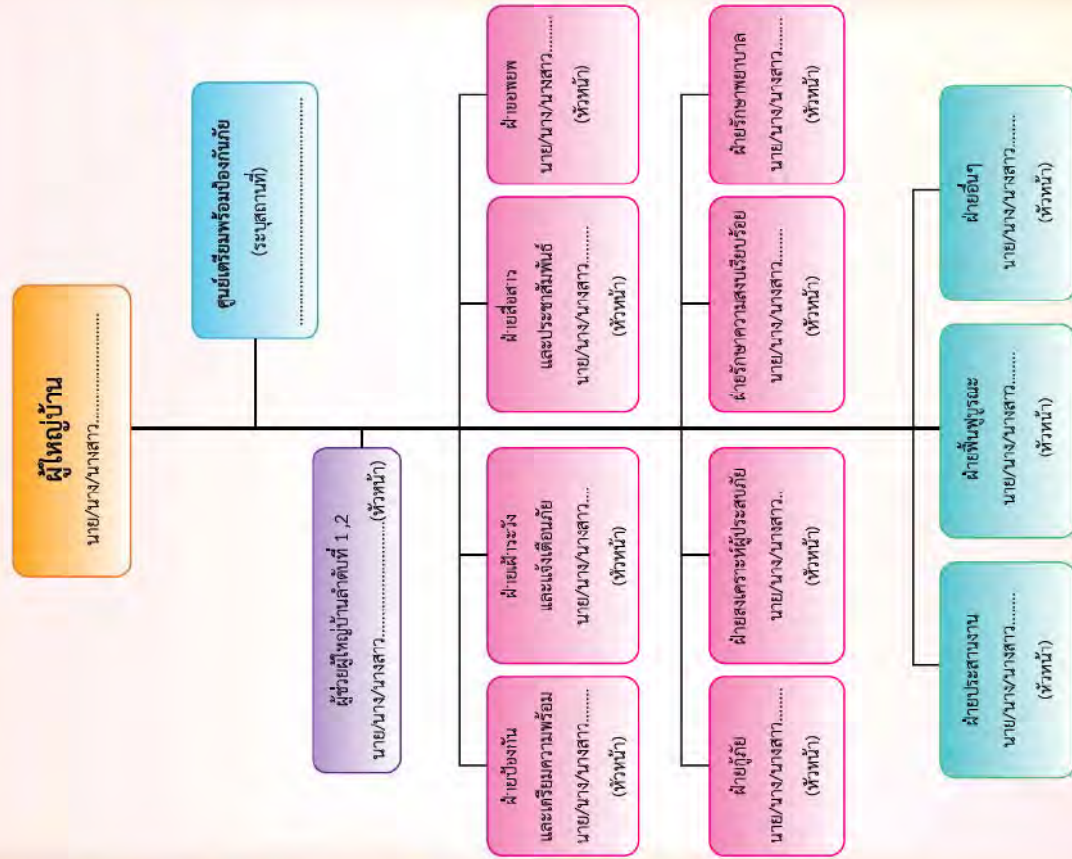 ผู้ใหญ่บ้าน
นาย/นาง/นางสาว.......................
ศูนย์เตรียมพร้อมป้องกันภัย
(ระบุสถานที่)
.......................................
ผู้ช่วยผู้ใหญ่บ้านลำดับที่ 1 ,2
นาย/นาง/นางสาว.......................(หัวหน้า)
ฝ่ายป้องกัน
และเตรียมความพร้อม
นาย/นาง/นางสาว........
(หัวหน้า)
ฝ่ายเฝ้าระวัง
และแจ้งเตือนภัย
นาย/นาง/นางสาว....
(หัวหน้า)
ฝ่ายสื่อสาร
และประชาสัมพันธ์
นาย/นาง/นางสาว........
(หัวหน้า)
ฝ่ายอพยพ
นาย/นาง/นางสาว........
(หัวหน้า)
ฝ่ายกู้ภัย
นาย/นาง/นางสาว........
(หัวหน้า)
ฝ่ายสงเคราะห์ผู้ประสบภัย
นาย/นาง/นางสาว..
(หัวหน้า)
ฝ่ายรักษาความสงบเรียบร้อย
นาย/นาง/นางสาว........
(หัวหน้า)
ฝ่ายรักษาพยาบาล
นาย/นาง/นางสาว........
(หัวหน้า)
ฝ่ายประสานงาน
นาย/นาง/นางสาว........
(หัวหน้า)
ฝ่ายฟื้นฟูบูรณะ
นาย/นาง/นางสาว........
(หัวหน้า)
ฝ่ายอื่นๆ
นาย/นาง/นางสาว........
(หัวหน้า)